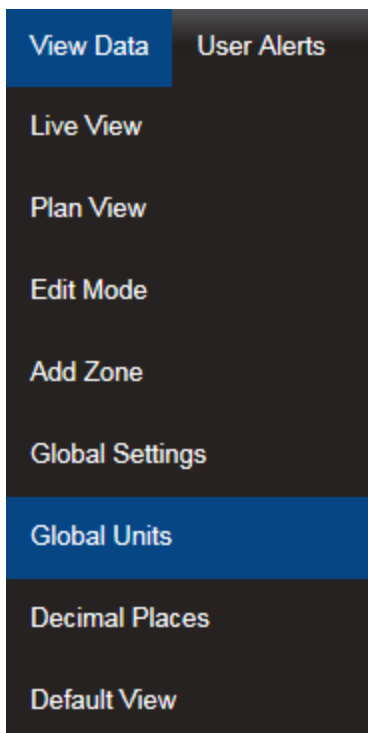 View Data User Alerts
Live View
Plan View
Edit Mode
Add Zone
Global Settings
Global Units
Decimal Places
Default View